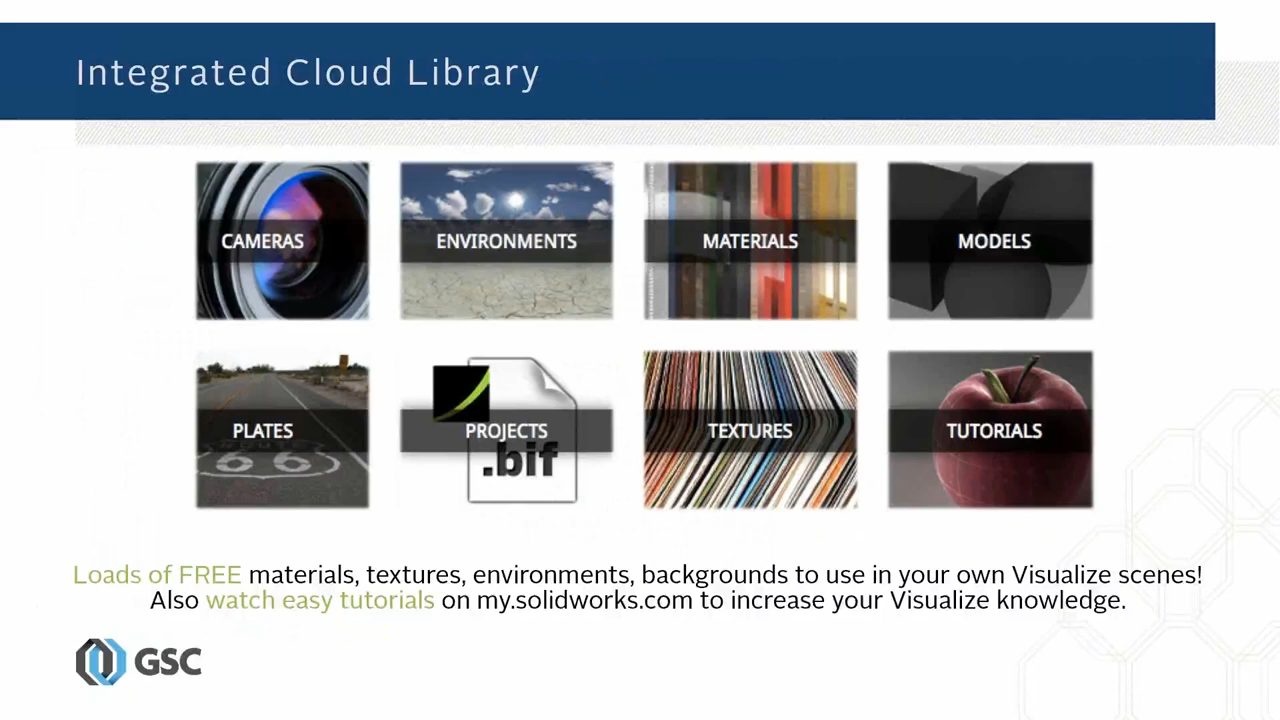 Integrated Cloud Library
CAMERAS
ENVIRONMENTS
MATERIALS
MODELS
PLATES
66
PROJECTS
.bif
TEXTURES
TUTORIALS
Loads of FREE materials, textures, environments, backgrounds to use in your own Visualize scenes!
Also watch easy tutorials on my.solidworks.com to increase your Visualize knowledge.
GSC